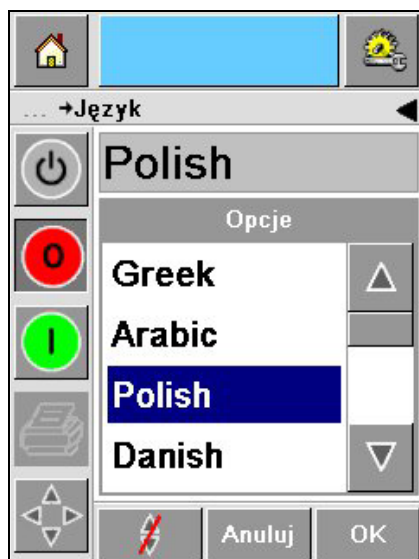 ... →Język
Polish
Opcje
Greek
Arabic
Polish
Danish
O
I
Anuluj
OK